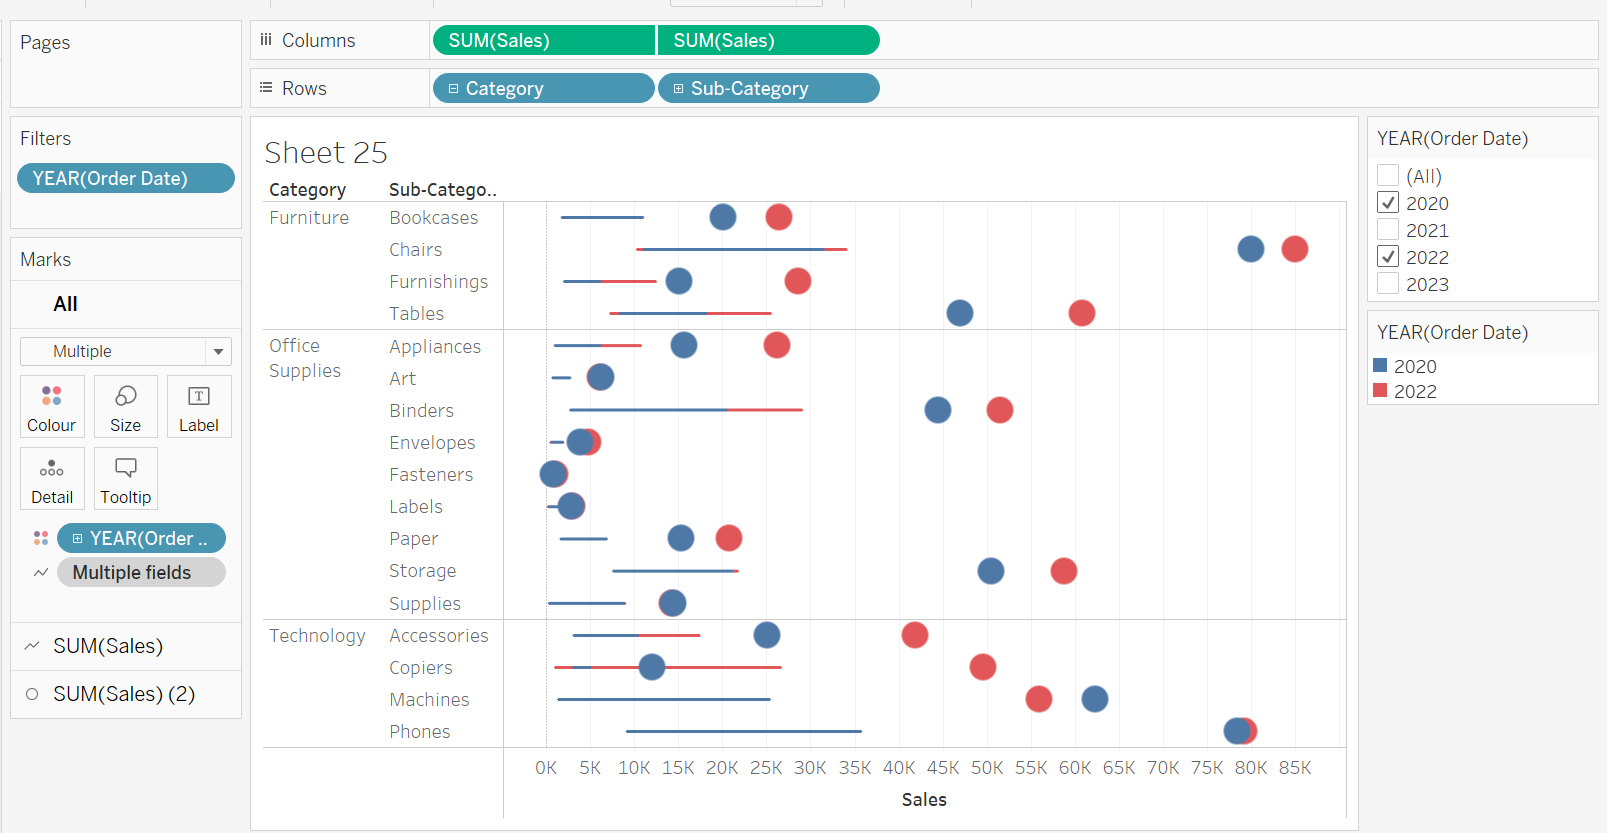 Pages
Columns
SUM(Sales)
SUM(Sales)
Rows
Category
Sub-Category
Filters
YEAR(Order Date)
Marks
All
Multiple
Colour
Size
Label
Detail
Tooltip
YEAR(Order ..
Multiple fields
SUM(Sales)
SUM(Sales) (2)
Sheet 25
Category
Sub-Catego..
Furniture
Bookcases
Chairs
Furnishings
Tables
Office
Supplies
Appliances
Art
Binders
Envelopes
Fasteners
Labels
Paper
Storage
Supplies
Technology
Accessories
Copiers
Machines
Phones
0K 5K 10K 15K 20K 25K 30K 35K 40K 45K 50K 55K 60K 65K 70K 75K 80K 85K
Sales
YEAR(Order Date)
(All)
2020
2021
2022
2023
YEAR(Order Date)
2020
2022